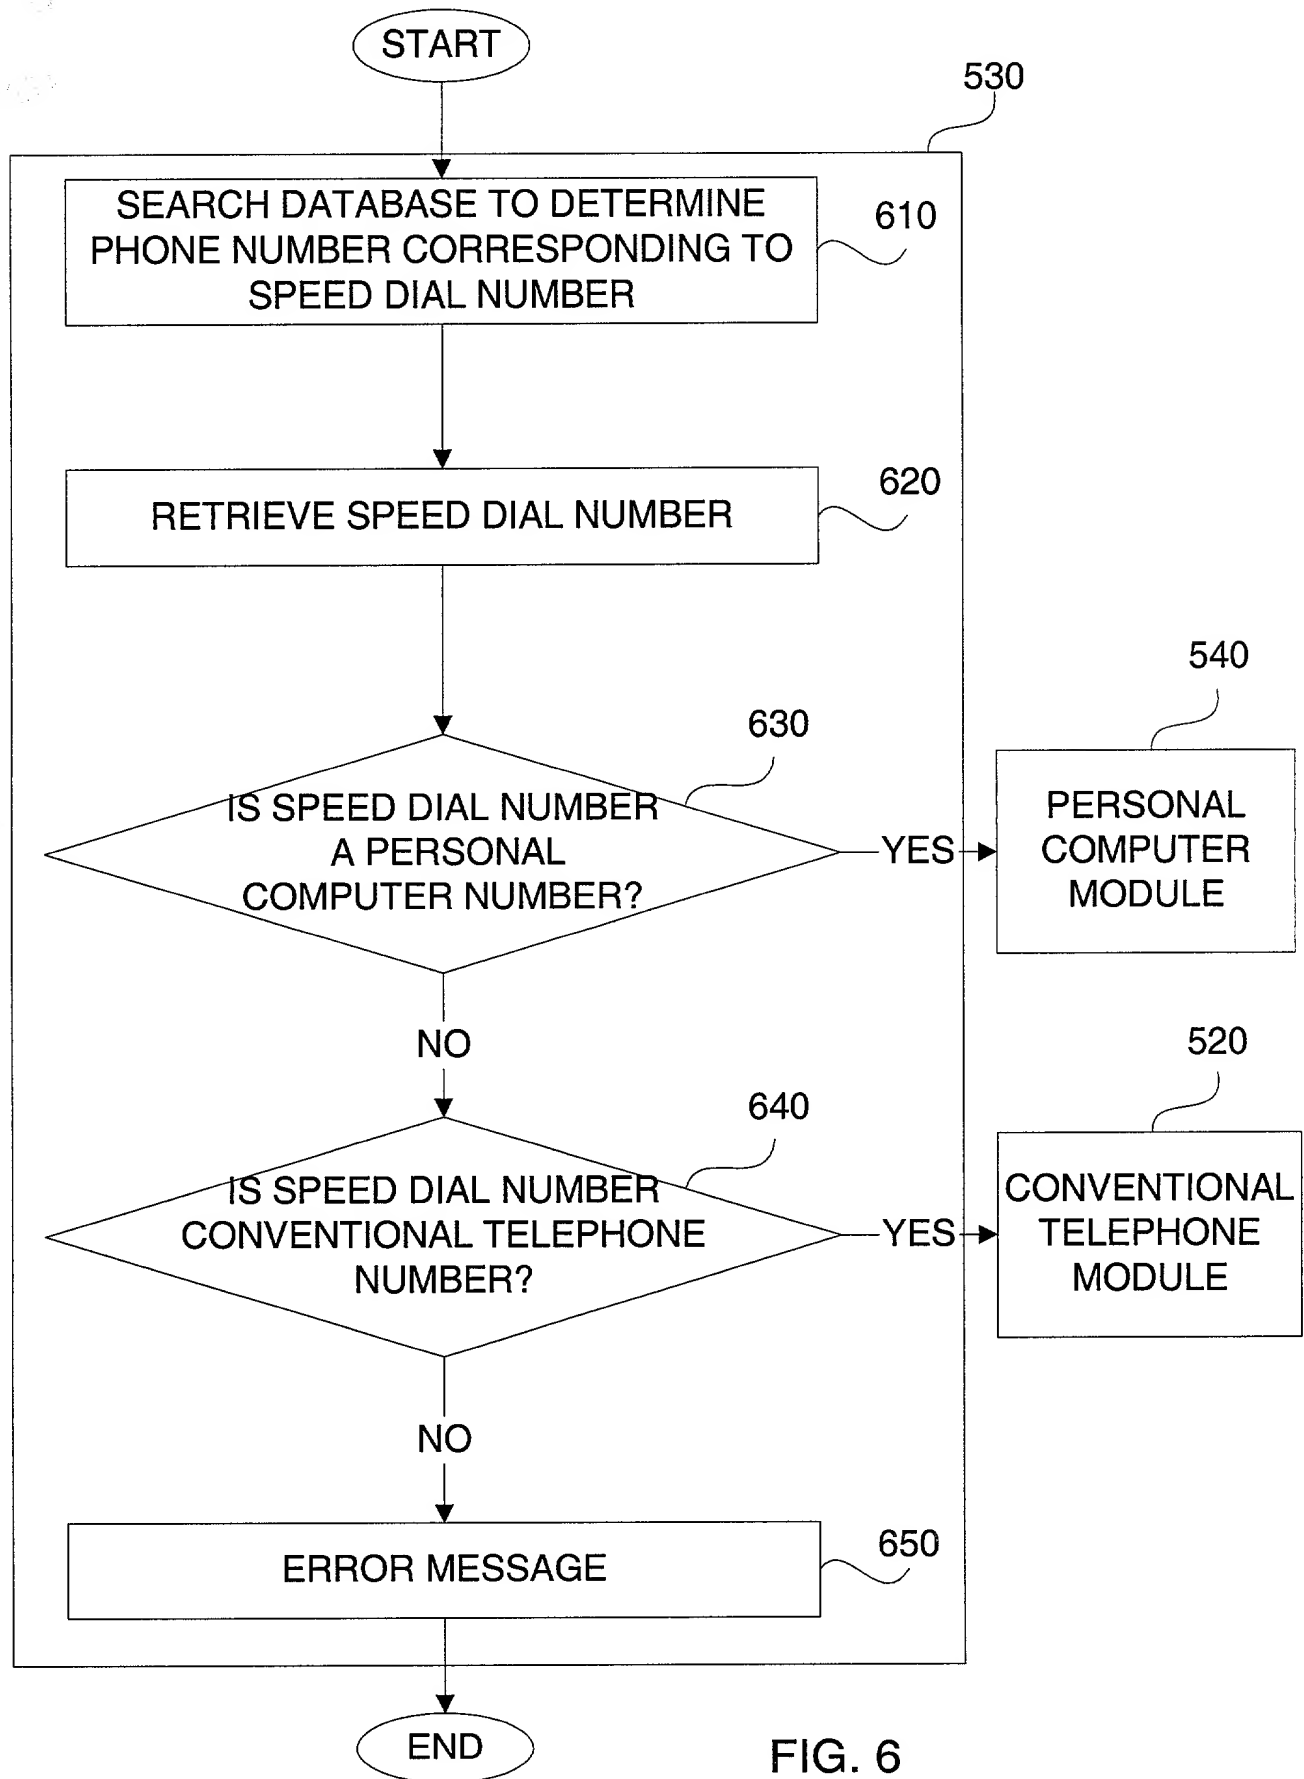 START
530
SEARCH DATABASE TO DETERMINE
PHONE NUMBER CORRESPONDING TO
SPEED DIAL NUMBER
610
RETRIEVE SPEED DIAL NUMBER
620
630
IS SPEED DIAL NUMBER
A PERSONAL
COMPUTER NUMBER?
YES
540
PERSONAL
COMPUTER
MODULE
NO
640
IS SPEED DIAL NUMBER
CONVENTIONAL TELEPHONE
NUMBER?
YES
520
CONVENTIONAL
TELEPHONE
MODULE
NO
ERROR MESSAGE
650
END
FIG. 6